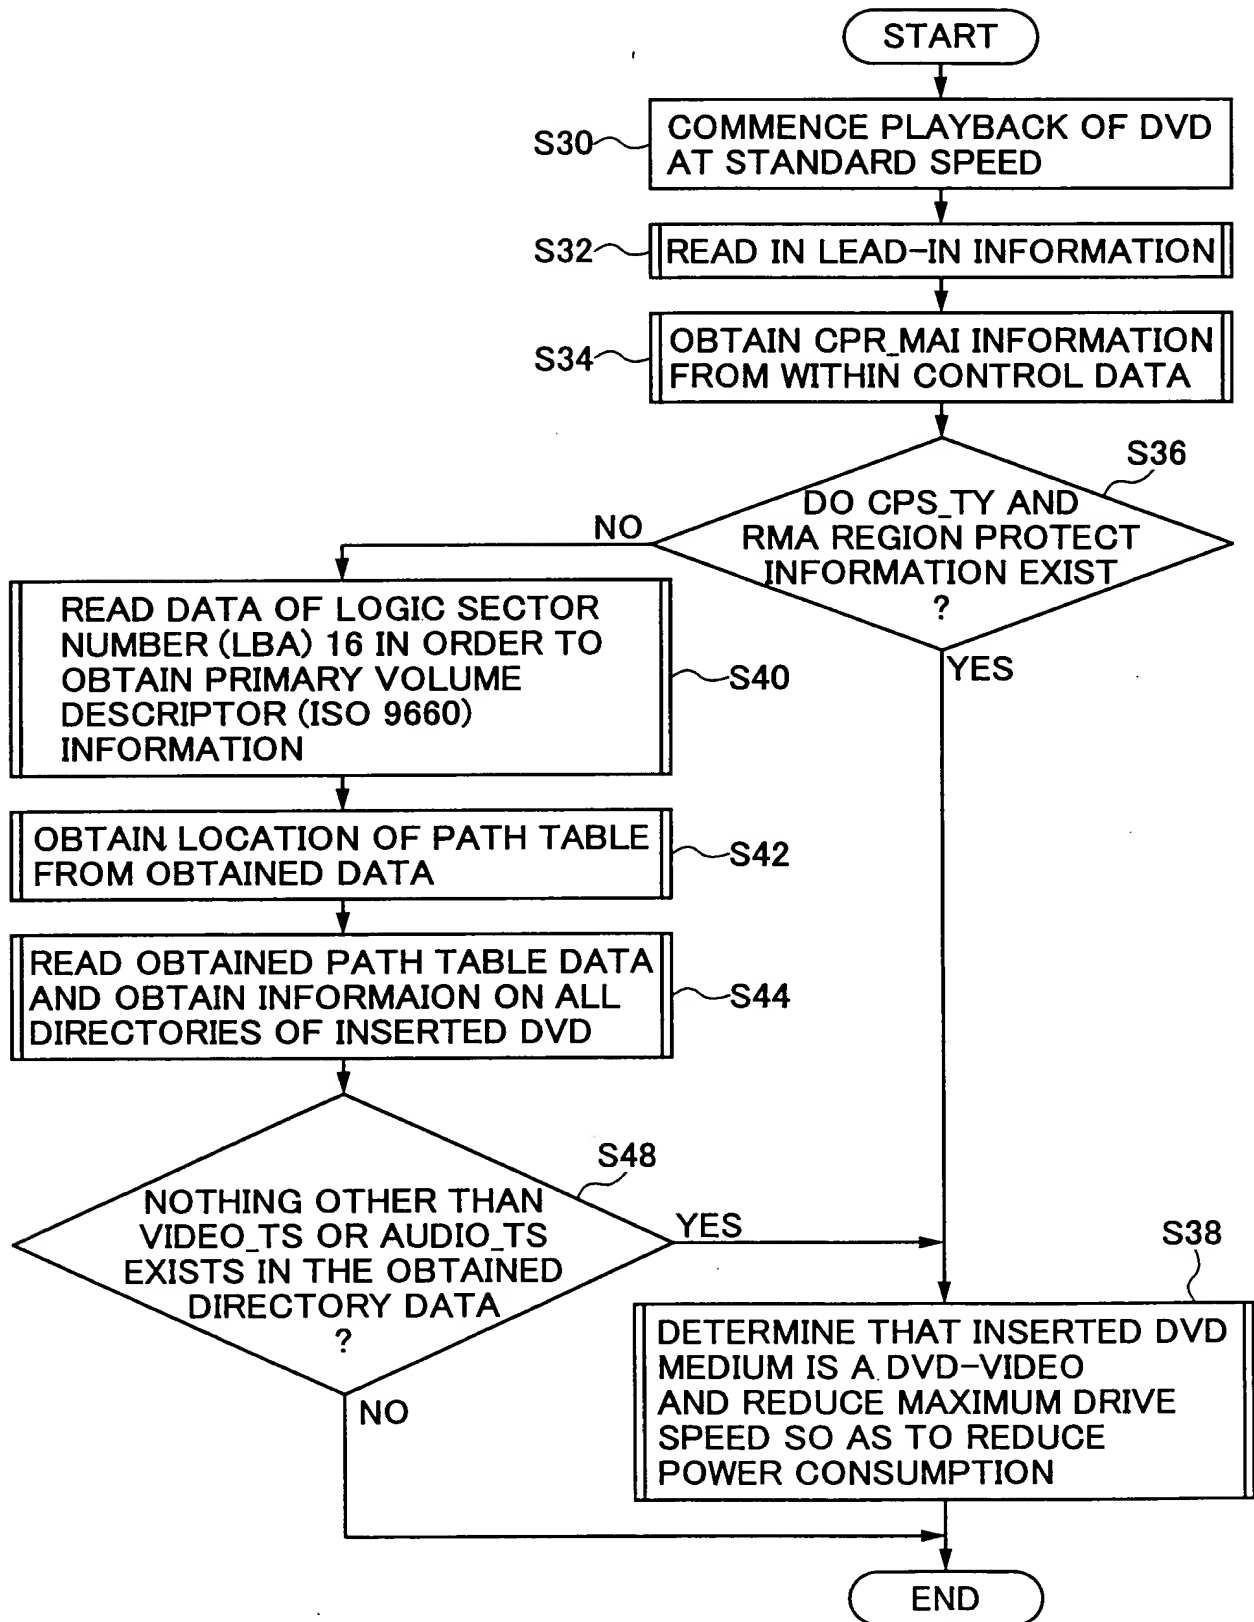 START
S30
COMMENCE PLAYBACK OF DVD
AT STANDARD SPEED
S32
READ IN LEAD-IN INFORMATION
S34
OBTAIN CPR_MAI INFORMATION
FROM WITHIN CONTROL DATA
S36
DO CPS_TY AND
RMA REGION PROTECT
INFORMATION EXIST
?
NO
YES
READ DATA OF LOGIC SECTOR
NUMBER (LBA) 16 IN ORDER TO
OBTAIN PRIMARY VOLUME
DESCRIPTOR (ISO 9660)
INFORMATION
S40
OBTAIN LOCATION OF PATH TABLE
FROM OBTAINED DATA
S42
READ OBTAINED PATH TABLE DATA
AND OBTAIN INFORMAION ON ALL
DIRECTORIES OF INSERTED DVD
S44
S48
NOTHING OTHER THAN
VIDEO_TS OR AUDIO_TS
EXISTS IN THE OBTAINED
DIRECTORY DATA
?
YES
NO
S38
DETERMINE THAT INSERTED DVD
MEDIUM IS A DVD-VIDEO
AND REDUCE MAXIMUM DRIVE
SPEED SO AS TO REDUCE
POWER CONSUMPTION
END